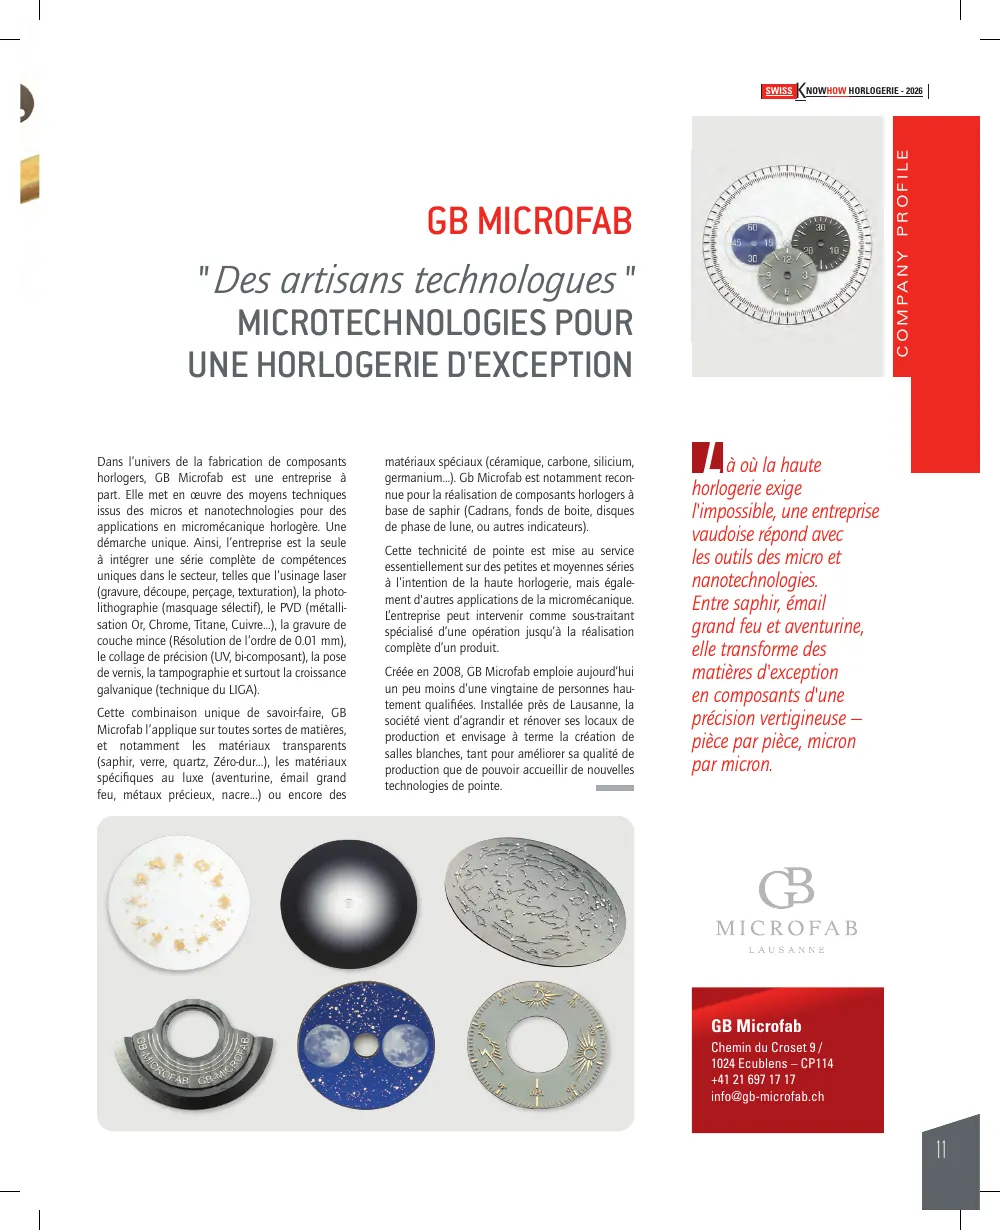 SWISS KNOWHOW HORLOGERIE - 2026
COMPANY PROFILE
60
45 15
30
30
20 10
12
9 3
6
GB MICROFAB
" Des artisans technologues "
MICROTECHNOLOGIES POUR
UNE HORLOGERIE D'EXCEPTION
Dans l’univers de la fabrication de composants
horlogers, GB Microfab est une entreprise à
part. Elle met en œuvre des moyens techniques
issus des micros et nanotechnologies pour des
applications en micromécanique horlogère. Une
démarche unique. Ainsi, l’entreprise est la seule
à intégrer une série complète de compétences
uniques dans le secteur, telles que l’usinage laser
(gravure, découpe, perçage, texturation), la photo-
lithographie (masquage sélectif), le PVD (métalli-
sation Or, Chrome, Titane, Cuivre...), la gravure de
couche mince (Résolution de l’ordre de 0.01 mm),
le collage de précision (UV, bi-composant), la pose
de vernis, la tampographie et surtout la croissance
galvanique (technique du LIGA).
Cette combinaison unique de savoir-faire, GB
Microfab l’applique sur toutes sortes de matières,
et notamment les matériaux transparents
(saphir, verre, quartz, Zéro-dur...), les matériaux
spécifiques au luxe (aventurine, émail grand
feu, métaux précieux, nacre...) ou encore des
matériaux spéciaux (céramique, carbone, silicium,
germanium...). Gb Microfab est notamment recon-
nue pour la réalisation de composants horlogers à
base de saphir (Cadrans, fonds de boite, disques
de phase de lune, ou autres indicateurs).
Cette technicité de pointe est mise au service
essentiellement sur des petites et moyennes séries
à l’intention de la haute horlogerie, mais égale-
ment d'autres applications de la micromécanique.
L’entreprise peut intervenir comme sous-traitant
spécialisé d’une opération jusqu’à la réalisation
complète d’un produit.
Créée en 2008, GB Microfab emploie aujourd’hui
un peu moins d’une vingtaine de personnes hau-
tement qualifiées. Installée près de Lausanne, la
société vient d’agrandir et rénover ses locaux de
production et envisage à terme la création de
salles blanches, tant pour améliorer sa qualité de
production que de pouvoir accueillir de nouvelles
technologies de pointe.
Là où la haute
horlogerie exige
l'impossible, une entreprise
vaudoise répond avec
les outils des micro et
nanotechnologies.
Entre saphir, émail
grand feu et aventurine,
elle transforme des
matières d'exception
en composants d'une
précision vertigineuse –
pièce par pièce, micron
par micron.
GB-MICROFAB GB-MICROFAB
GB
MICROFAB
LAUSANNE
GB Microfab
Chemin du Croset 9 /
1024 Ecublens – CP114
+41 21 697 17 17
info@gb-microfab.ch
11